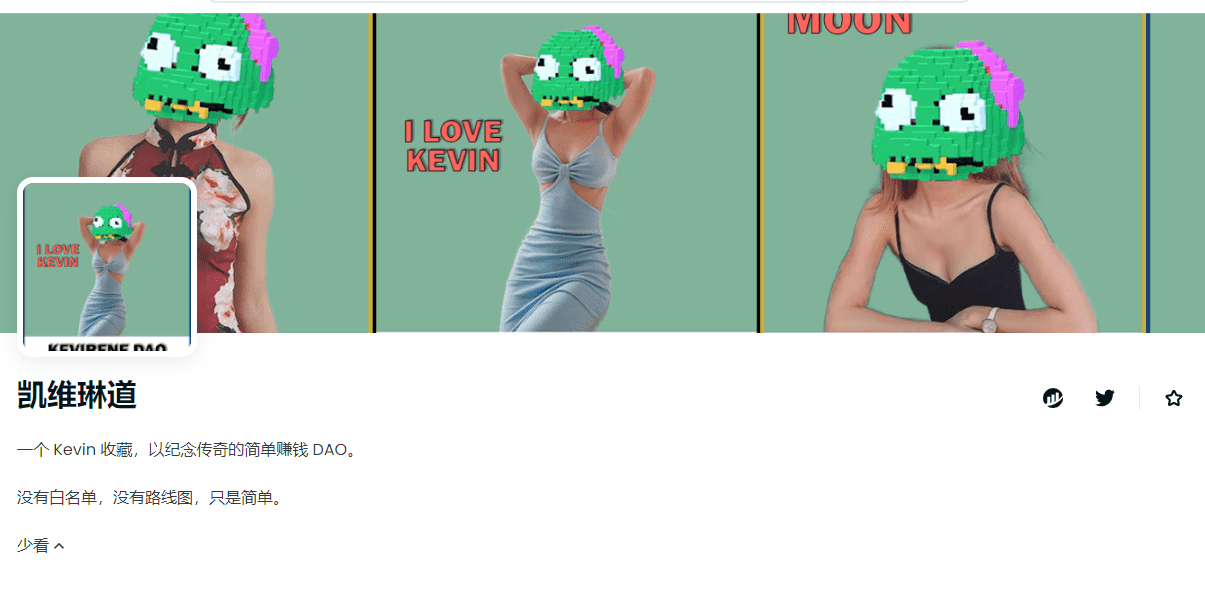 MOON
I LOVE
KEVIN
I LOVE
KEVIN
KEVIRENE DAO
凯维琳道
一个 Kevin 收藏，以纪念传奇的简单赚钱 DAO。
没有白名单，没有路线图，只是简单。
少看